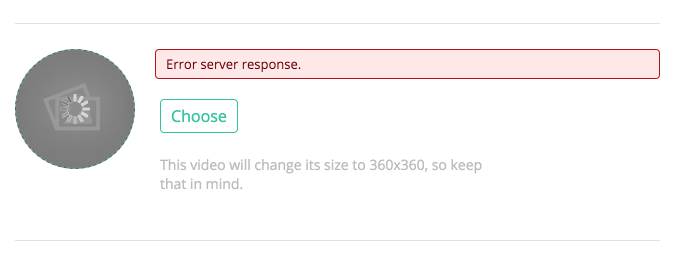 Error server response.
Choose
This video will change its size to 360x360, so keep
that in mind.